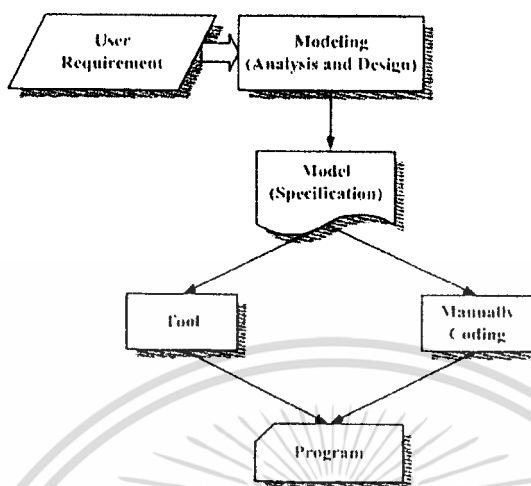 User
Requirement
Modeling
(Analysis and Design)
Model
(Specification)
Tool
Manually
Coding
Program